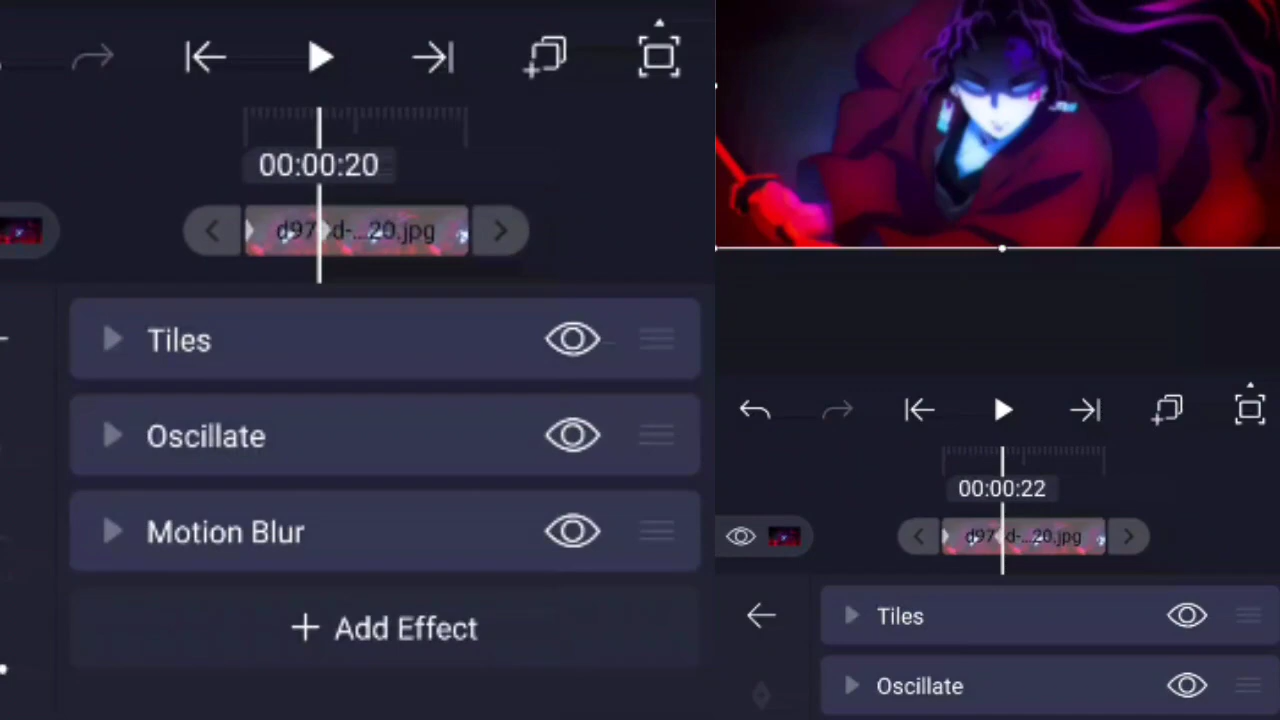 00:00:20
d97 d-...20.jpg
Tiles
Oscillate
Motion Blur
+ Add Effect
00:00:22
d97 d-...20.jpg
Tiles
Oscillate